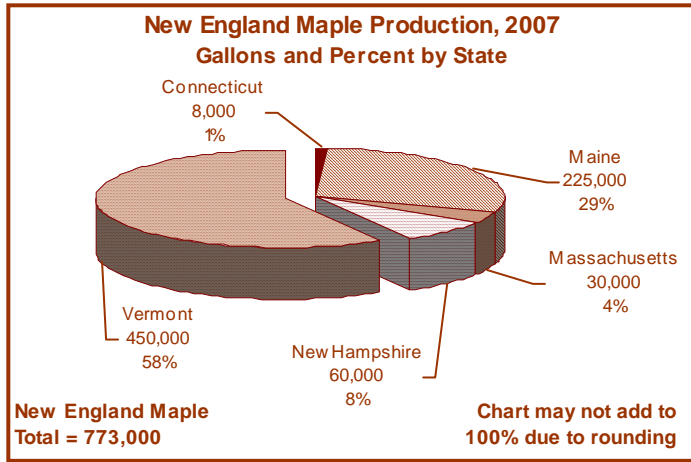 New England Maple Production, 2007
Gallons and Percent by State
Connecticut
8,000
1%
Maine
225,000
29%
Massachusetts
30,000
4%
Vermont
450,000
58%
New Hampshire
60,000
8%
New England Maple
Total = 773,000
Chart may not add to
100% due to rounding